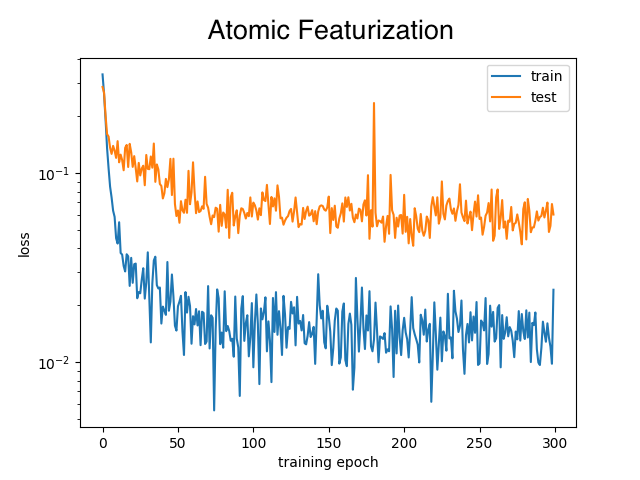 Atomic Featurization
train
test
10⁻¹
loss
10⁻²
0 50 100 150 200 250 300
training epoch